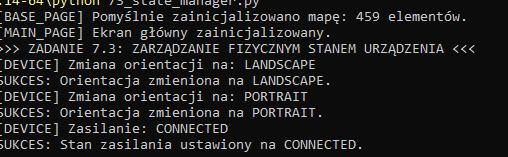 .14-64\python 73_state_manager.py
[BASE_PAGE] Pomyślnie zainicjalizowano mapę: 459 elementów.
[MAIN_PAGE] Ekran główny zainicjalizowany.
>>> ZADANIE 7.3: ZARZĄDZANIE FIZYCZNYM STANEM URZĄDZENIA <<<
[DEVICE] Zmiana orientacji na: LANDSCAPE
SUKCES: Orientacja zmieniona na LANDSCAPE.
[DEVICE] Zmiana orientacji na: PORTRAIT
SUKCES: Orientacja zmieniona na PORTRAIT.
[DEVICE] Zasilanie: CONNECTED
SUKCES: Stan zasilania ustawiony na CONNECTED.